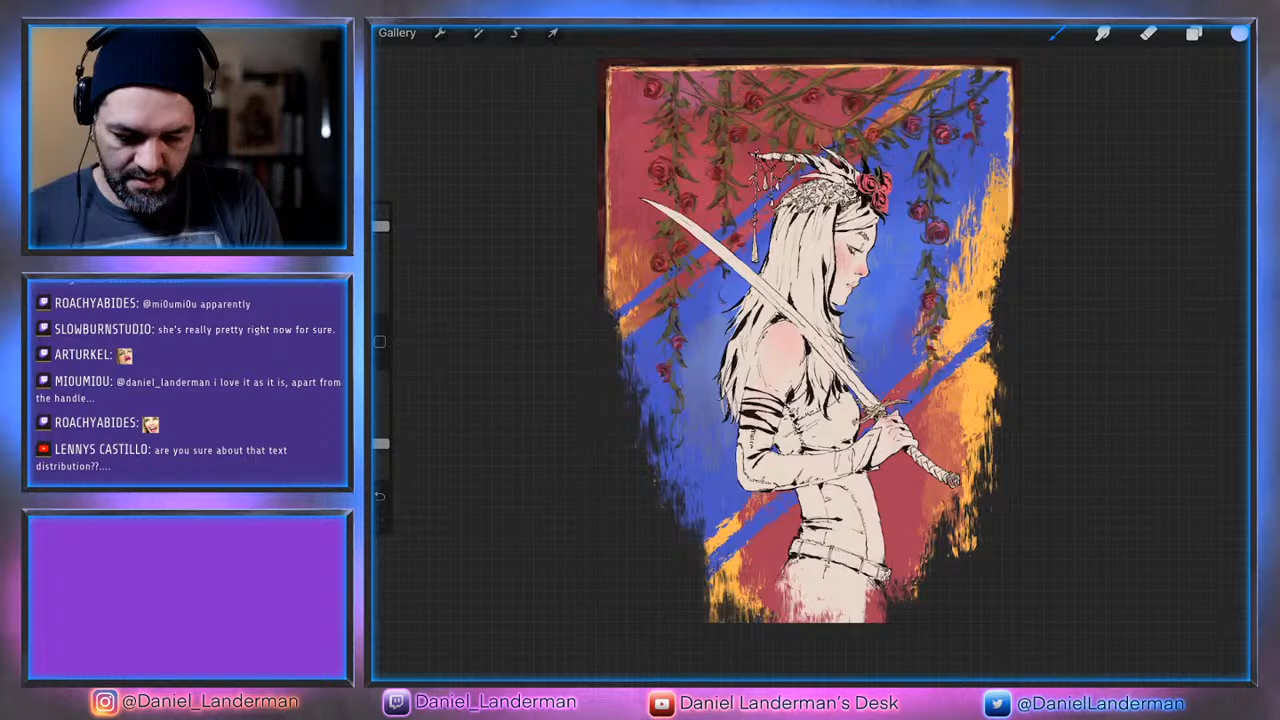 Gallery
ROACHYABIDES: @mi0umi0u apparently
SLOWBURNSTUDIO: she's really pretty right now for sure.
ARTURKEL:
MIOUMIOU: @daniel_landerman i love it as it is, apart from
the handle...
ROACHYABIDES:
LENNYS CASTILLO: are you sure about that text
distribution??....
@Daniel_Landerman
Daniel_Landerman
Daniel Landerman's Desk
@DanielLanderman